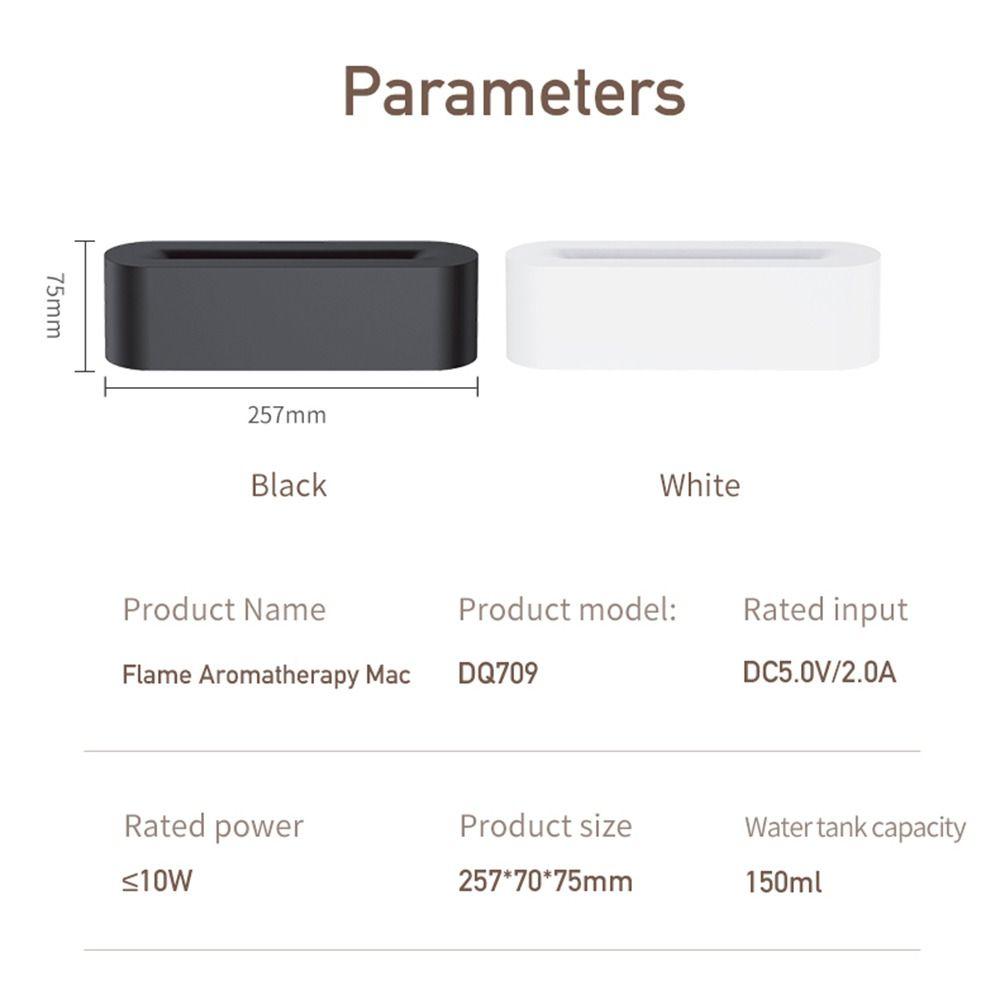 Parameters
75mm
257mm
Black
White
Product Name
Product model:
Rated input
Flame Aromatherapy Mac
DQ709
DC5.0V/2.0A
Rated power
Product size
Water tank capacity
≤10W
257*70*75mm
150ml